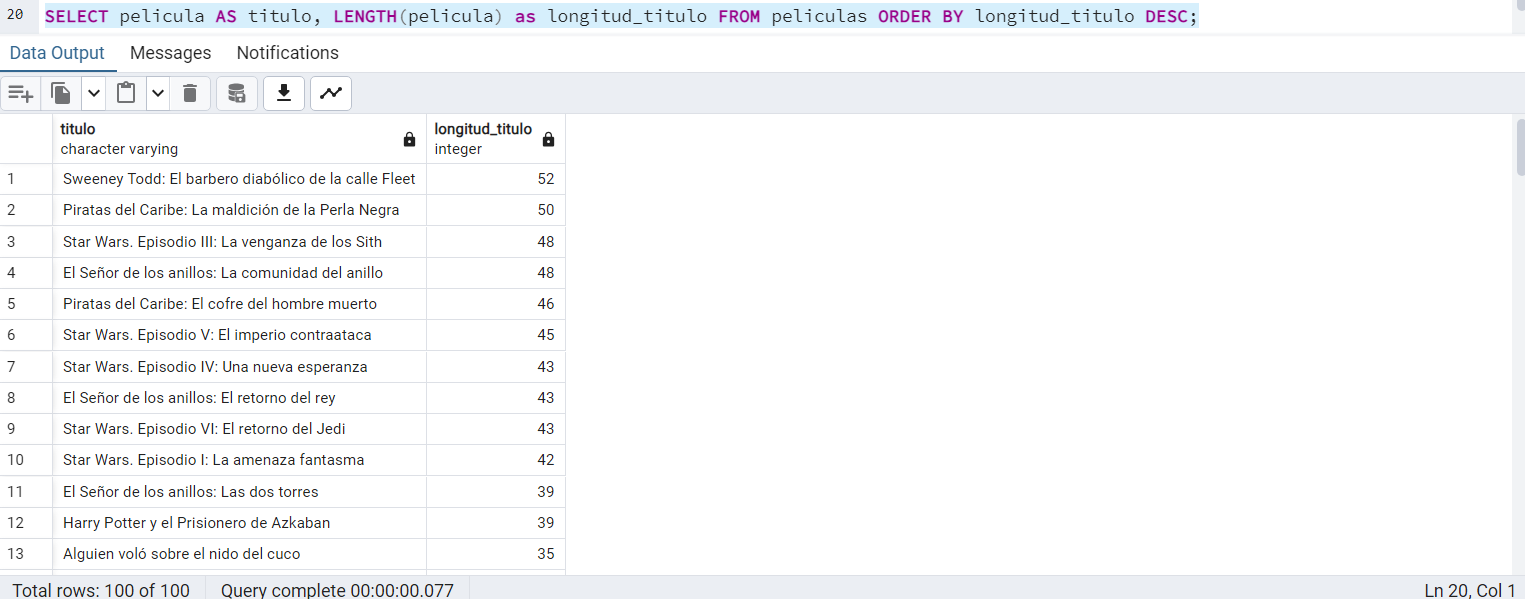 20 SELECT pelicula AS titulo, LENGTH(pelicula) as longitud_titulo FROM peliculas ORDER BY longitud_titulo DESC;
Data Output Messages Notifications
titulo longitud_titulo
character varying integer
1 Sweeney Todd: El barbero diabólico de la calle Fleet 52
2 Piratas del Caribe: La maldición de la Perla Negra 50
3 Star Wars. Episodio III: La venganza de los Sith 48
4 El Señor de los anillos: La comunidad del anillo 48
5 Piratas del Caribe: El cofre del hombre muerto 46
6 Star Wars. Episodio V: El imperio contraataca 45
7 Star Wars. Episodio IV: Una nueva esperanza 43
8 El Señor de los anillos: El retorno del rey 43
9 Star Wars. Episodio VI: El retorno del Jedi 43
10 Star Wars. Episodio I: La amenaza fantasma 42
11 El Señor de los anillos: Las dos torres 39
12 Harry Potter y el Prisionero de Azkaban 39
13 Alguien voló sobre el nido del cuco 35
Total rows: 100 of 100 Query complete 00:00:00.077 Ln 20, Col 1